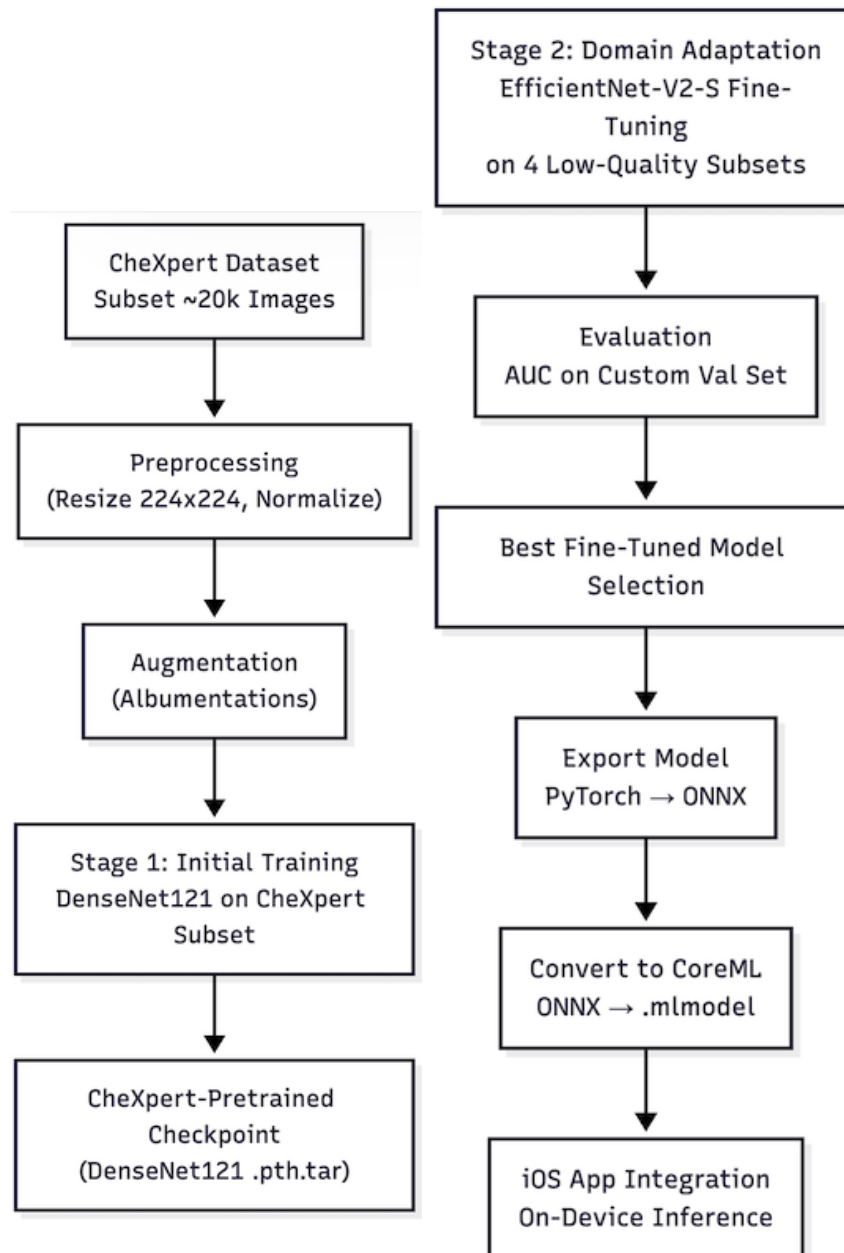 CheXpert Dataset
Subset ~20k Images
Preprocessing
(Resize 224x224, Normalize)
Augmentation
(Albumentations)
Stage 1: Initial Training
DenseNet121 on CheXpert
Subset
CheXpert-Pretrained
Checkpoint
(DenseNet121 .pth.tar)
Stage 2: Domain Adaptation
EfficientNet-V2-S Fine-
Tuning
on 4 Low-Quality Subsets
Evaluation
AUC on Custom Val Set
Best Fine-Tuned Model
Selection
Export Model
PyTorch → ONNX
Convert to CoreML
ONNX → .mlmodel
iOS App Integration
On-Device Inference